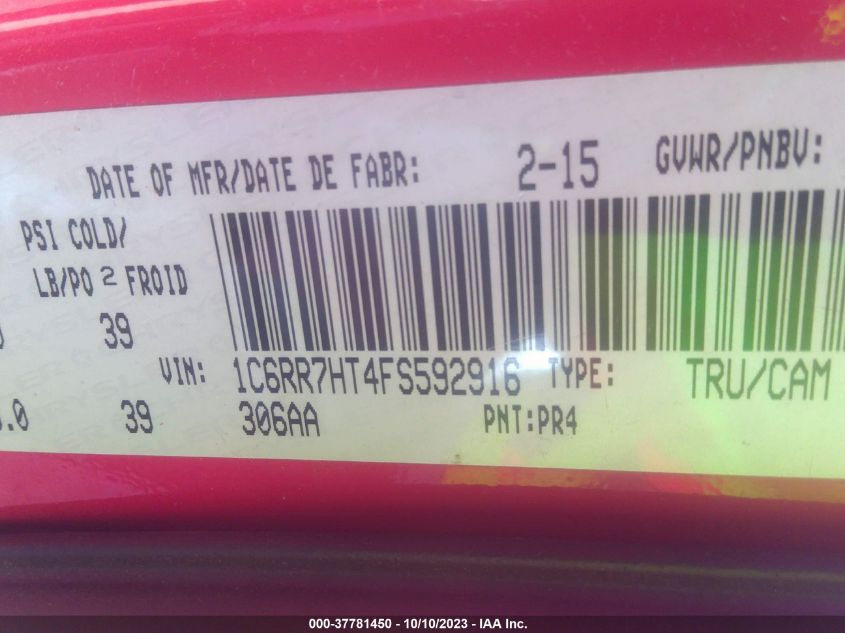 DATE OF MFR/DATE DE FABR: 2-15 GVWR/PNBV:
PSI COLD/
LB/PO 2 FROID
39
VIN: 1C6RR7HT4FS592916 TYPE: TRU/CAM
.0 39 306AA PNT:PR4
000-37781450 - 10/10/2023 - IAA Inc.